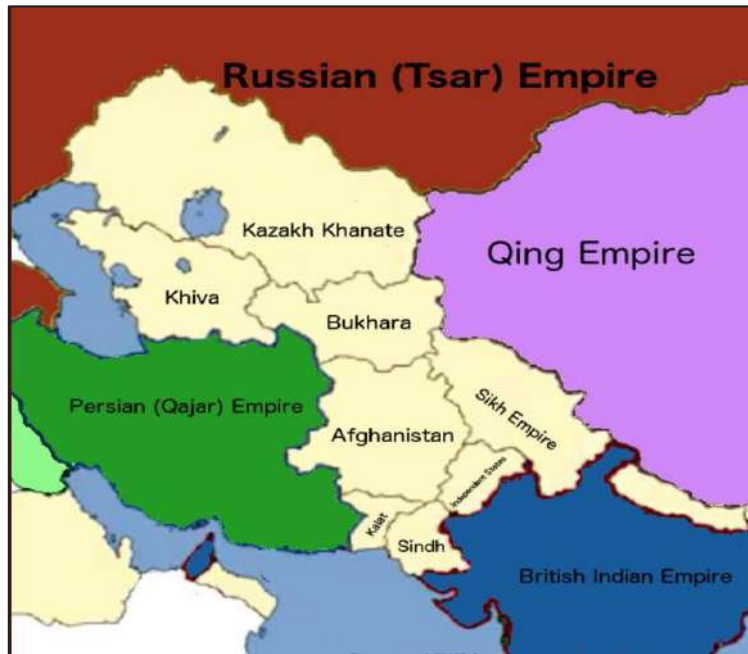 Russian (Tsar) Empire
Kazakh Khanate
Qing Empire
Khiva
Bukhara
Persian (Qajar) Empire
Sikh Empire
Afghanistan
Independent States
Kalat
Sindh
British Indian Empire